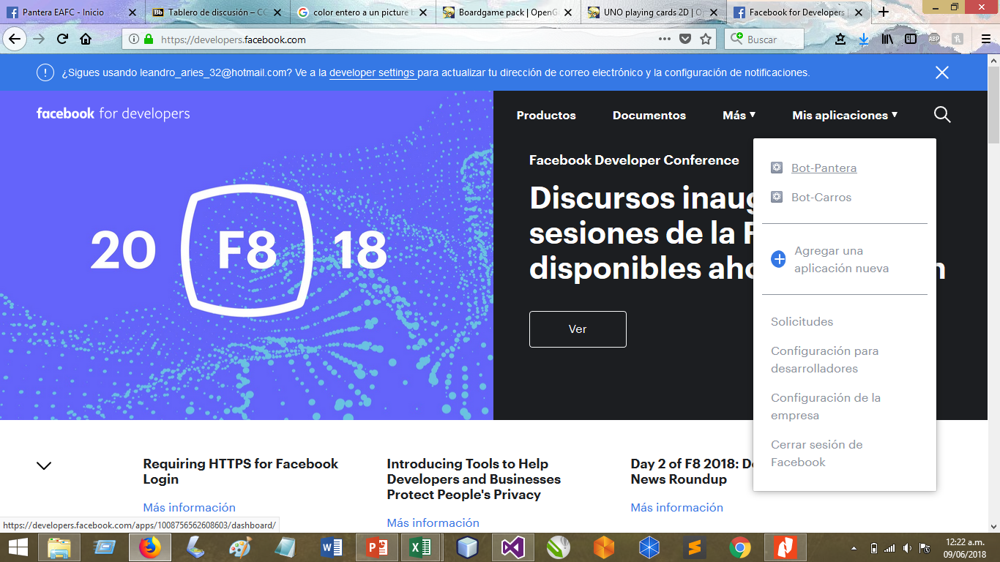 Pantera EAFC - Inicio
Tablero de discusión – CC
color entero a un picture b
Boardgame pack | OpenG
UNO playing cards 2D | Op
Facebook for Developers
https://developers.facebook.com
Buscar
ABP
¿Sigues usando leandro_aries_32@hotmail.com? Ve a la developer settings para actualizar tu dirección de correo electrónico y la configuración de notificaciones.
facebook for developers
Productos
Documentos
Más
Mis aplicaciones
20 F8 18
Facebook Developer Conference
Discursos inaug
sesiones de la F
disponibles aho
n
Ver
Bot-Pantera
Bot-Carros
Agregar una
aplicación nueva
Solicitudes
Configuración para
desarrolladores
Configuración de la
empresa
Cerrar sesión de
Facebook
Requiring HTTPS for Facebook
Login
Más información
Introducing Tools to Help
Developers and Businesses
Protect People's Privacy
Más información
Day 2 of F8 2018: De
News Roundup
Más información
https://developers.facebook.com/apps/1008756562608603/dashboard/
12:22 a.m.
09/06/2018